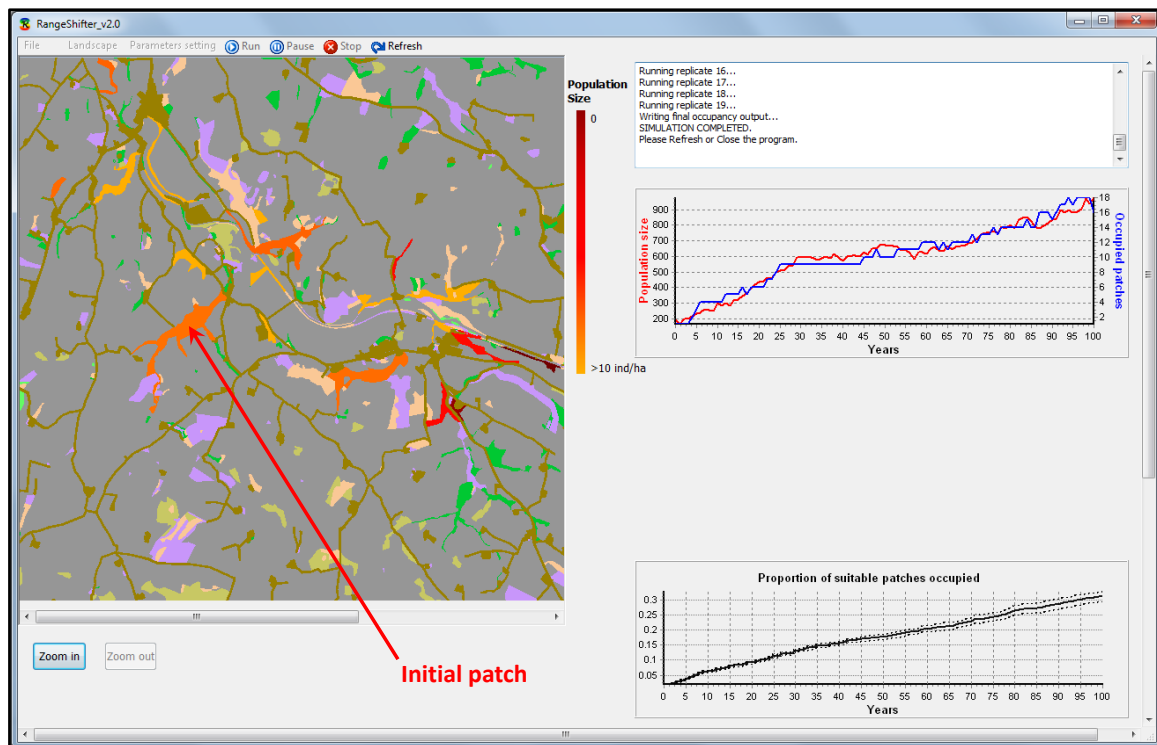 RangeShifter_v2.0
File Landscape Parameters setting Run Pause Stop Refresh
Population
Size
0
>10 ind/ha
Running replicate 16...
Running replicate 17...
Running replicate 18...
Running replicate 19...
Writing final occupancy output...
SIMULATION COMPLETED.
Please Refresh or Close the program.
Population size
900
800
700
600
500
400
300
200
18
16
14
12
10
8
6
4
2
Occupied patches
0 5 10 15 20 25 30 35 40 45 50 55 60 65 70 75 80 85 90 95 100
Years
Proportion of suitable patches occupied
0.3
0.25
0.2
0.15
0.1
0.05
0 5 10 15 20 25 30 35 40 45 50 55 60 65 70 75 80 85 90 95 100
Years
Zoom in Zoom out
Initial patch